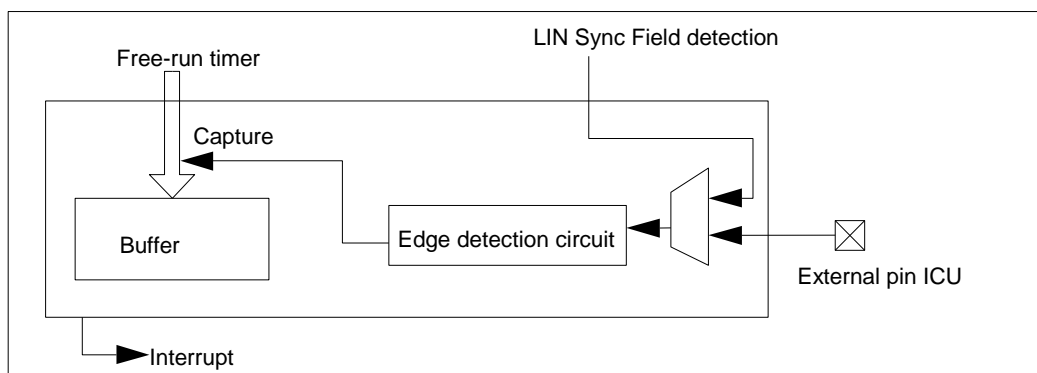 LIN Sync Field detection
Free-run timer
Capture
Buffer
Edge detection circuit
External pin ICU
Interrupt